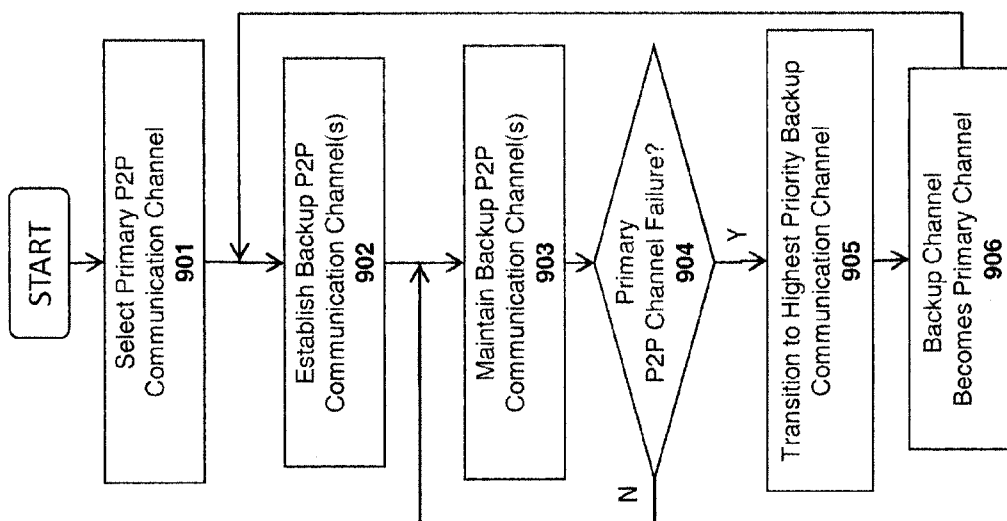 START
Select Primary P2P
Communication Channel
901
Establish Backup P2P
Communication Channel(s)
902
Maintain Backup P2P
Communication Channel(s)
903
Primary
P2P Channel Failure?
904
N
Y
Transition to Highest Priority Backup
Communication Channel
905
Backup Channel
Becomes Primary Channel
906